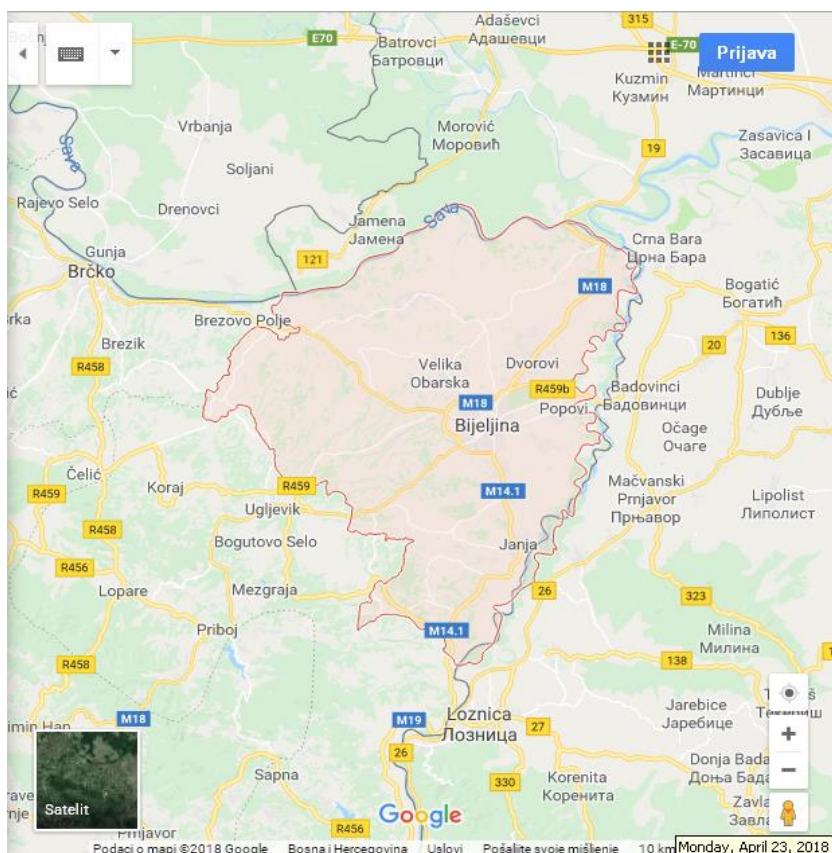 Adaševci
Адашевци
315
E70
Batrovci
Батровци
E-70
Prijava
Kuzmin
Кузмин
Martinci
Мартинци
Vrbanja
Morović
Моровић
Zasavica I
Засавица
19
Sava
Soljani
Rajevo Selo
Drenovci
Jamena
Јамена
Sava
Gunja
121
Crna Bara
Црна Бара
Brčko
M18
Bogatić
Богатић
Brezovo Polje
Brezik
R458
20
136
Velika
Obarska
Dvorovi
R459b
Badovinci
Бадовинци
Dublje
Дубље
M18
Popovi
Bijeljina
Očage
Очаге
Čelić
Mačvanski
Prnjavor
Прњавор
R459
Koraj
R459
M14.1
Lipolist
Липолист
Ugljevik
R458
Bogutovo Selo
Janja
R456
Lopare
Mezgraja
26
323
Priboj
M14.1
Milina
Милина
R458
138
M18
M19
Loznica
Лозница
27
Jarebice
Јаребице
26
Sapna
330
Korenita
Коренита
Satelit
Google
R456
Podaci o mapi ©2018 Google Bosna i Hercegovina Uslovi Pošaljite svoje mišljenje 10 km
Monday, April 23, 2018